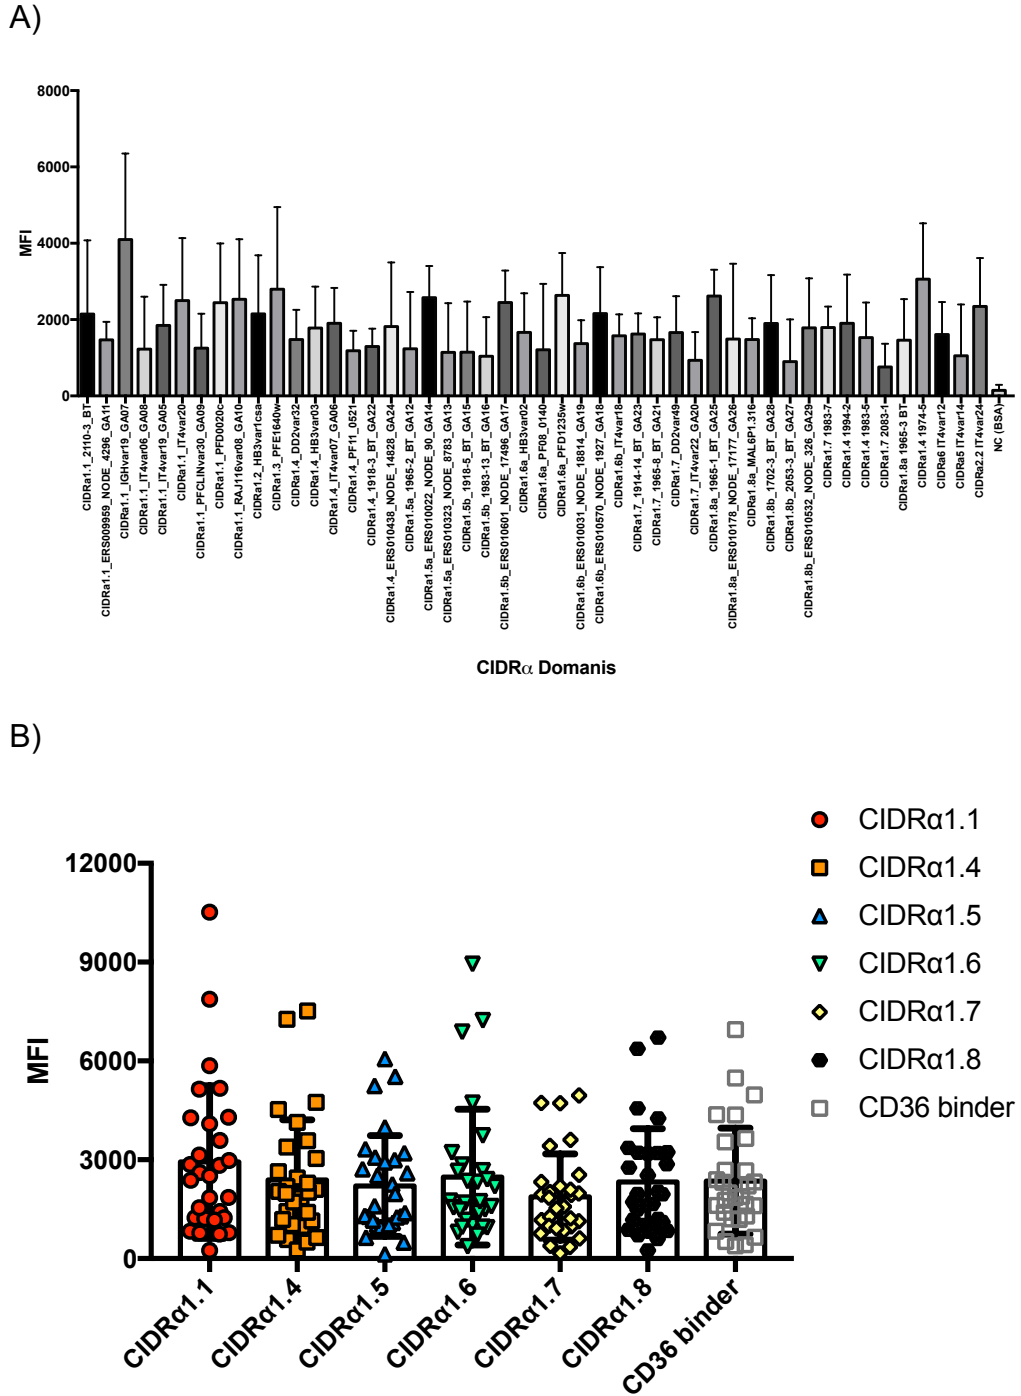 A)
8000
6000
4000
2000
0
MFI
CIDRa1.1_2110-3_BT
CIDRa1.1_ERS009959_NODE_4296_GA11
CIDRa1.1_IGHvar19_GA07
CIDRa1.1_IT4var06_GA08
CIDRa1.1_IT4var19_GA05
CIDRa1.1_IT4var20
CIDRa1.1_PFCLINvar30_GA09
CIDRa1.1_PFD0020c
CIDRa1.1_RAJ116var08_GA10
CIDRa1.2_HB3var1csa
CIDRa1.3_PFE1640w
CIDRa1.4_DD2var32
CIDRa1.4_HB3var03
CIDRa1.4_IT4var07_GA06
CIDRa1.4_PF11_0521
CIDRa1.4_1918-3_BT_GA22
CIDRa1.4_ERS010438_NODE_14828_GA24
CIDRa1.5a_1965-2_BT_GA12
CIDRa1.5a_ERS010022_NODE_90_GA14
CIDRa1.5a_ERS010323_NODE_8783_GA13
CIDRa1.5b_1918-5_BT_GA15
CIDRa1.5b_1983-13_BT_GA16
CIDRa1.5b_ERS010601_NODE_17496_GA17
CIDRa1.6a_HB3var02
CIDRa1.6a_PF08_0140
CIDRa1.6a_PFD1235w
CIDRa1.6b_ERS010031_NODE_18814_GA19
CIDRa1.6b_ERS010570_NODE_1927_GA18
CIDRa1.6b_IT4var18
CIDRa1.7_1914-14_BT_GA23
CIDRa1.7_1965-8_BT_GA21
CIDRa1.7_DD2var49
CIDRa1.7_IT4var22_GA20
CIDRa1.8a_1965-1_BT_GA25
CIDRa1.8a_ERS010178_NODE_17177_GA26
CIDRa1.8a_MAL6P1.316
CIDRa1.8b_1702-3_BT_GA28
CIDRa1.8b_2053-3_BT_GA27
CIDRa1.8b_ERS010532_NODE_326_GA29
CIDRa1.7 1983-7
CIDRa1.4 1994-2
CIDRa1.4 1983-5
CIDRa1.7 2083-1
CIDRa1.8a 1965-3 BT
CIDRa1.4 1974-5
CIDRa6 IT4var12
CIDRa5 IT4var14
CIDRa2.2 IT4var24
NC (BSA)
CIDRα Domanis
B)
12000
9000
6000
3000
0
MFI
CIDRα1.1
CIDRα1.4
CIDRα1.5
CIDRα1.6
CIDRα1.7
CIDRα1.8
CD36 binder
CIDRα1.1
CIDRα1.4
CIDRα1.5
CIDRα1.6
CIDRα1.7
CIDRα1.8
CD36 binder